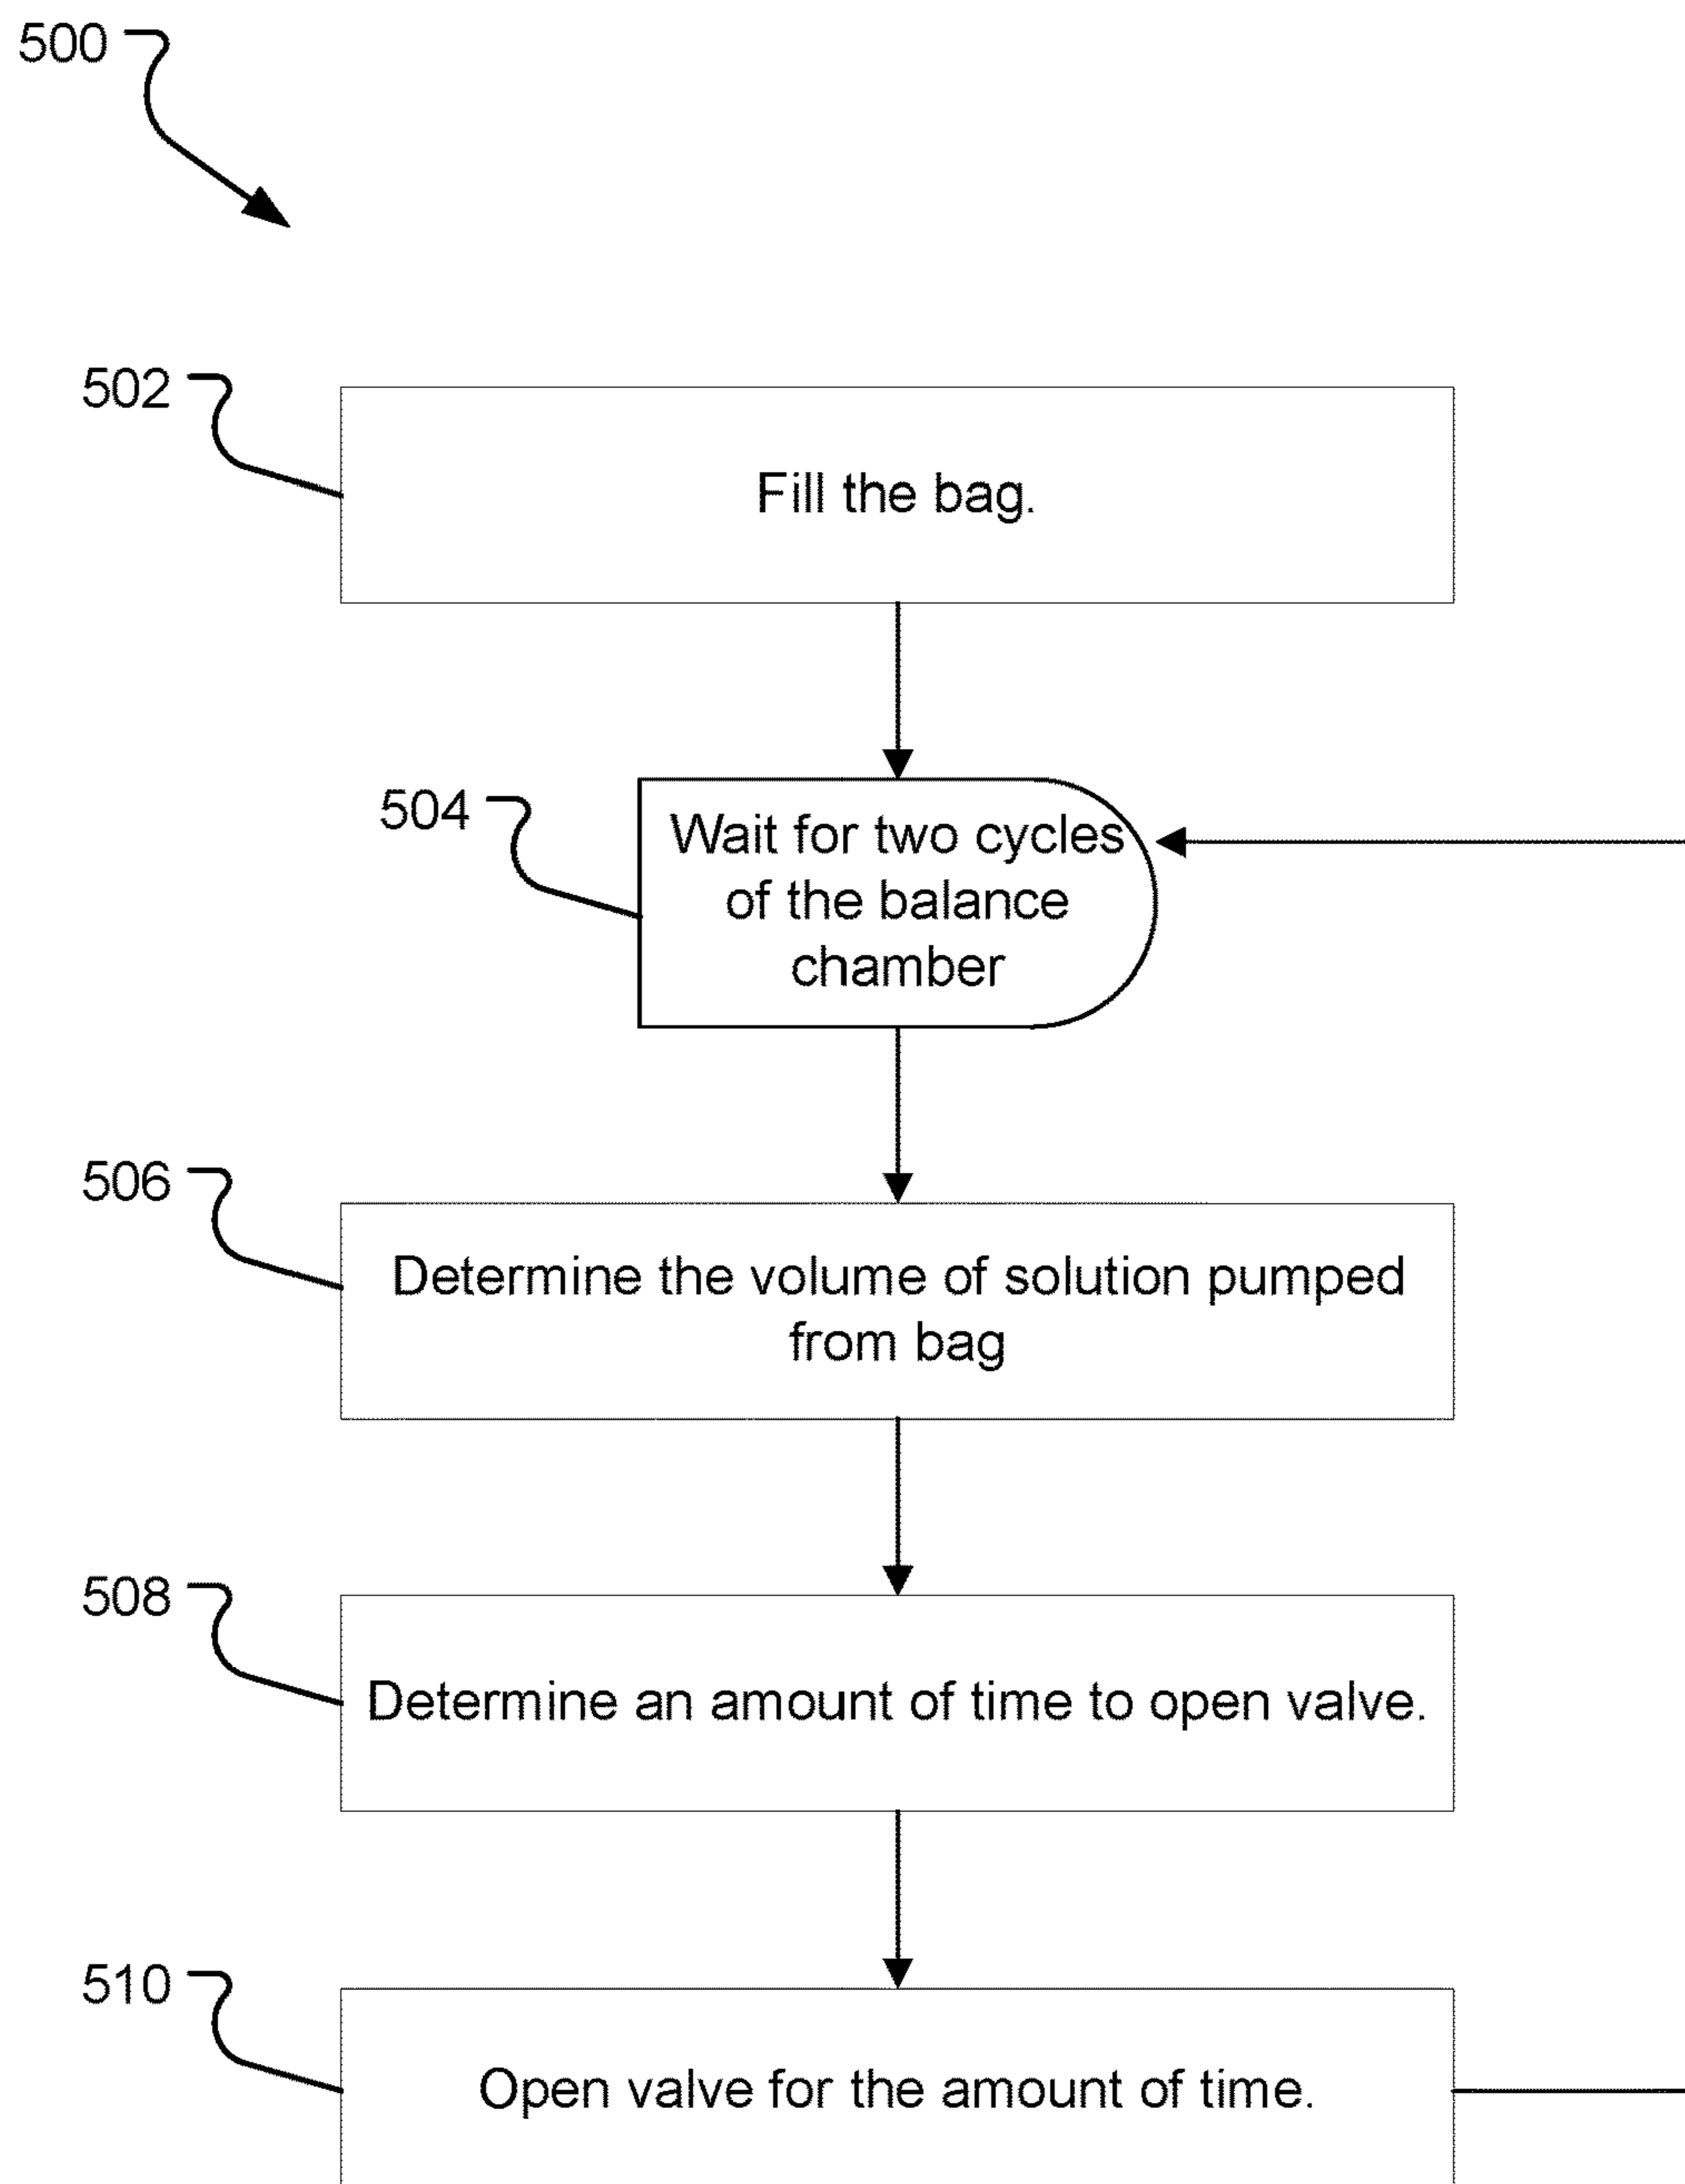 500
502
Fill the bag.
504
Wait for two cycles
of the balance
chamber
506
Determine the volume of solution pumped
from bag
508
Determine an amount of time to open valve.
510
Open valve for the amount of time.